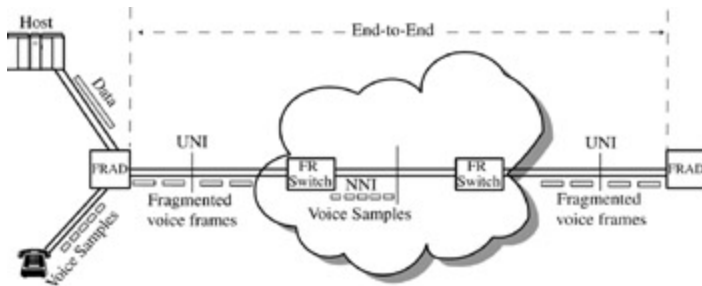 Host
End-to-End
Data
UNI
UNI
FRAD
FR
Switch
FR
Switch
FRAD
NNI
Fragmented
voice frames
Voice Samples
Fragmented
voice frames
Voice Samples